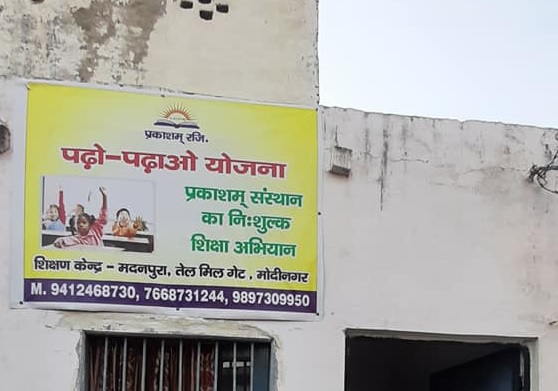 प्रकाशम् रजि.
पढ़ो-पढ़ाओ योजना
प्रकाशम् संस्थान
का निःशुल्क
शिक्षा अभियान
शिक्षण केन्द्र - मदनपुरा, तेल मिल गेट , मोदीनगर
M. 9412468730, 7668731244, 9897309950